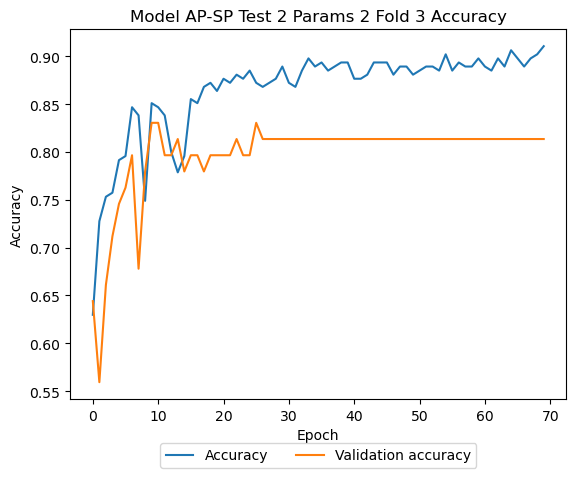 Model AP-SP Test 2 Params 2 Fold 3 Accuracy
0.90
0.85
0.80
0.75
0.70
0.65
0.60
0.55
Accuracy
0 10 20 30 40 50 60 70
Epoch
Accuracy Validation accuracy